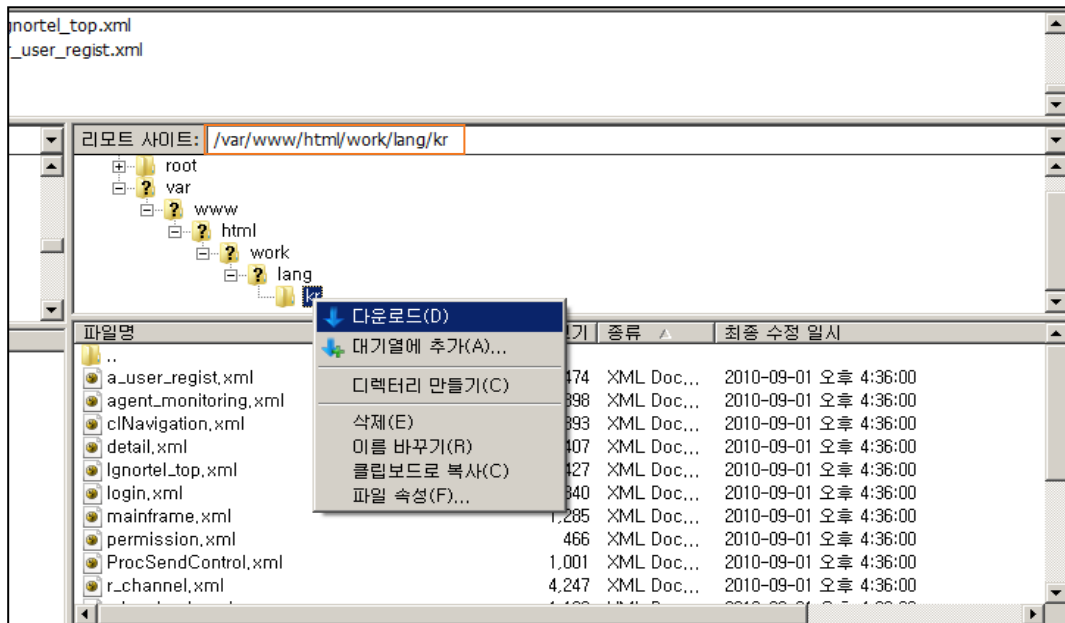 gnortel_top.xml
r_user_regist.xml
리모트 사이트: /var/www/html/work/lang/kr
root
var
www
html
work
lang
kr
다운로드(D)
대기열에 추가(A)...
디렉터리 만들기(C)
삭제(E)
이름 바꾸기(R)
클립보드로 복사(C)
파일 속성(F)...
파일명 기 종류 최종 수정 일시
..
a_user_regist.xml 474 XML Doc... 2010-09-01 오후 4:36:00
agent_monitoring.xml 398 XML Doc... 2010-09-01 오후 4:36:00
clNavigation.xml 393 XML Doc... 2010-09-01 오후 4:36:00
detail.xml 407 XML Doc... 2010-09-01 오후 4:36:00
lgnortel_top.xml 427 XML Doc... 2010-09-01 오후 4:36:00
login.xml 340 XML Doc... 2010-09-01 오후 4:36:00
mainframe.xml 1,285 XML Doc... 2010-09-01 오후 4:36:00
permission.xml 466 XML Doc... 2010-09-01 오후 4:36:00
ProcSendControl.xml 1,001 XML Doc... 2010-09-01 오후 4:36:00
r_channel.xml 4,247 XML Doc... 2010-09-01 오후 4:36:00